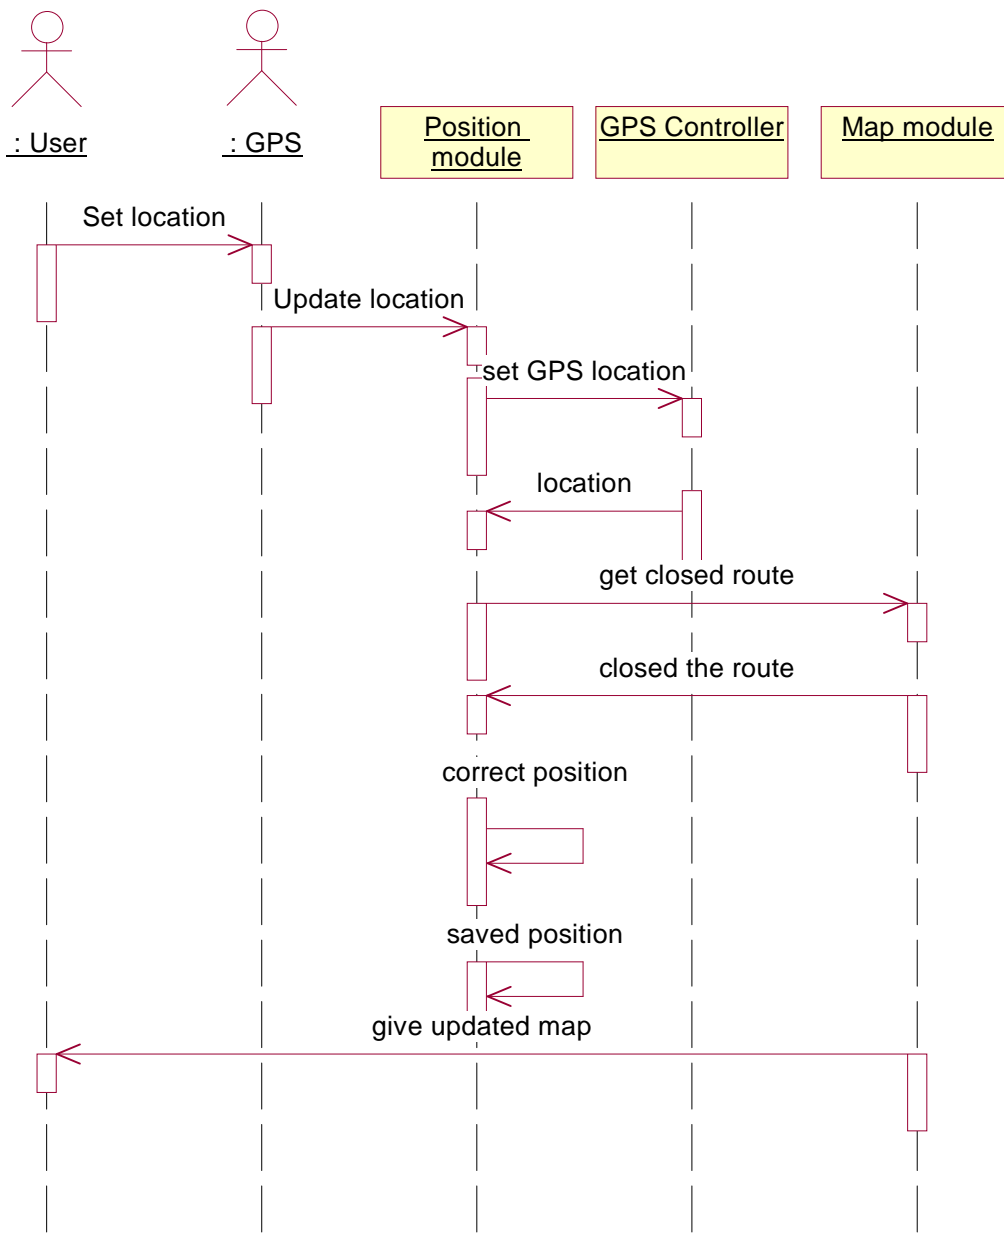 : User
: GPS
Position
module
GPS Controller
Map module
Set location
Update location
set GPS location
location
get closed route
closed the route
correct position
saved position
give updated map